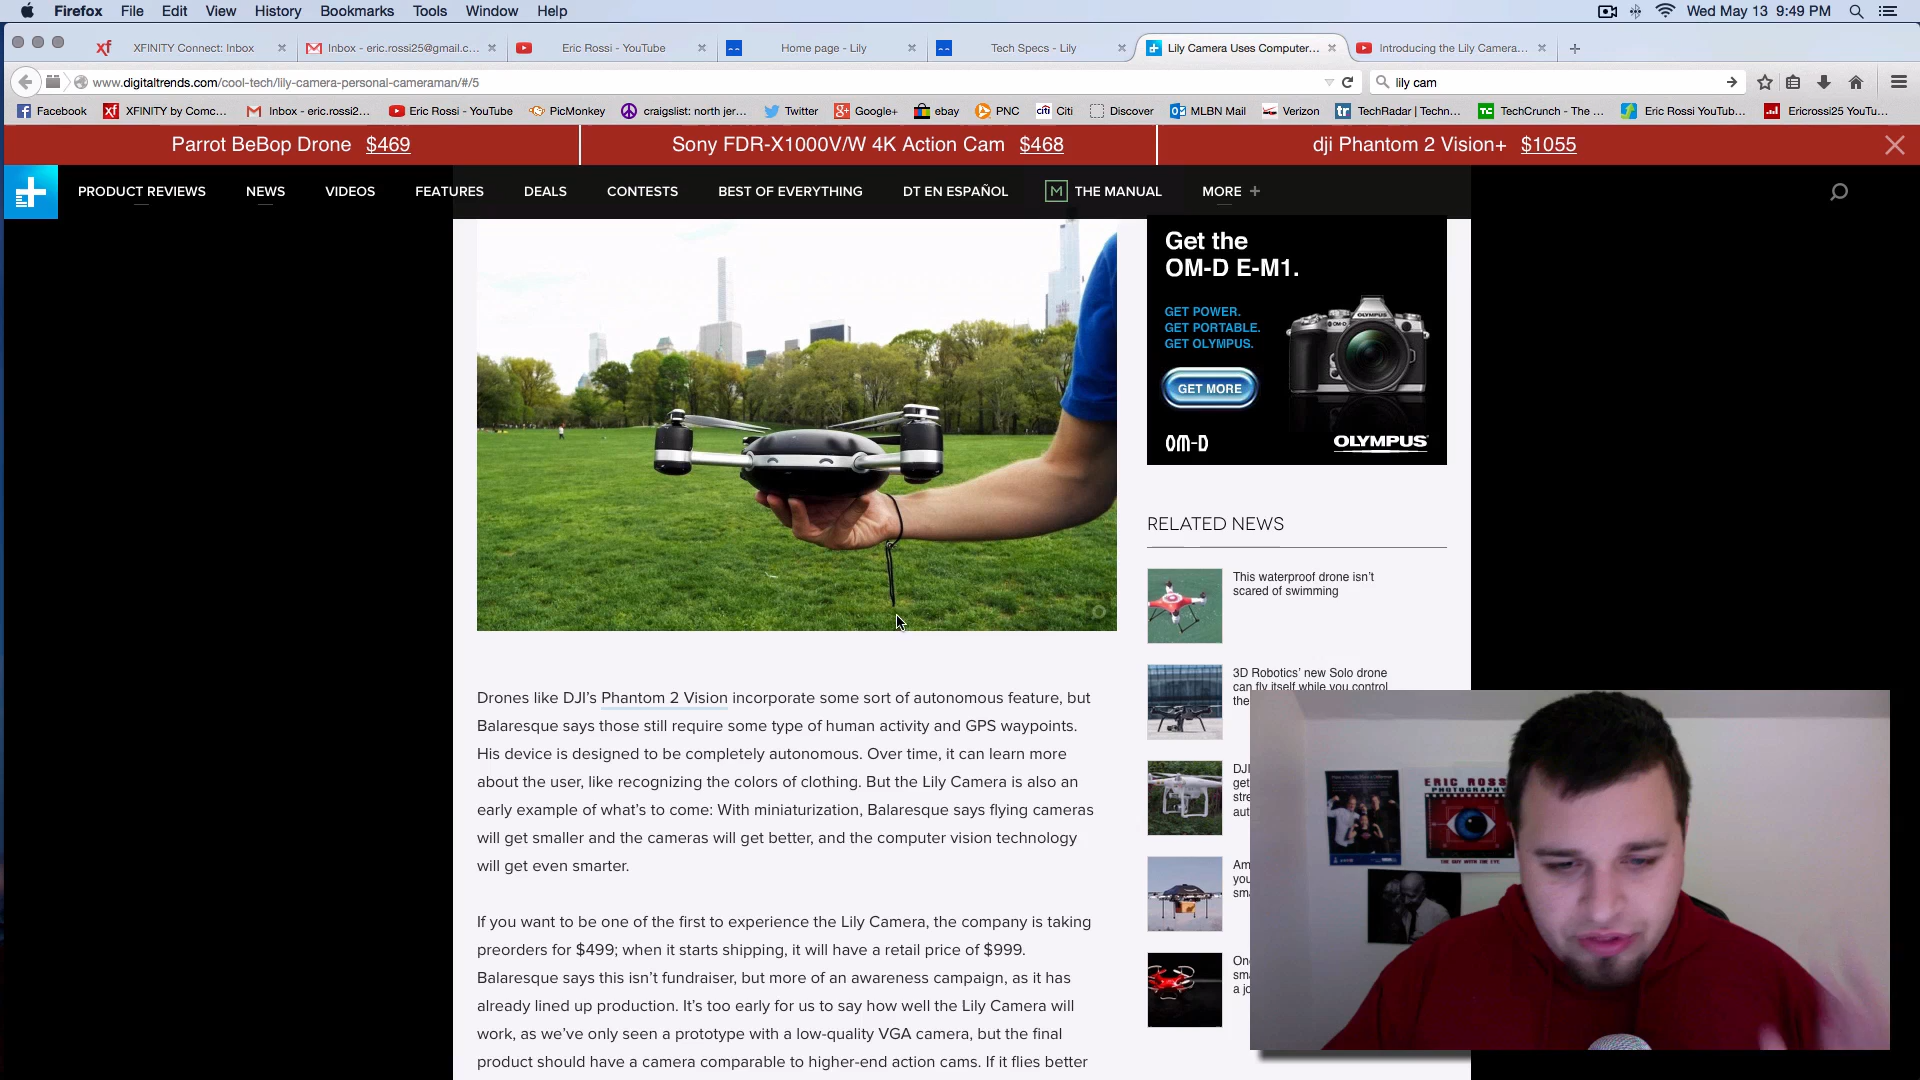 Firefox File Edit View History Bookmarks Tools Window Help Wed May 13 9:49 PM
XFINITY Connect: Inbox
Inbox - eric.rossi25@gmail.c...
Eric Rossi - YouTube
Home page - Lily
Tech Specs - Lily
Lily Camera Uses Computer...
Introducing the Lily Camera...
www.digitaltrends.com/cool-tech/lily-camera-personal-cameraman/#/5
lily cam
Facebook XFINITY by Comc... Inbox - eric.rossi2... Eric Rossi - YouTube PicMonkey craigslist: north jer... Twitter Google+ ebay PNC Citi Discover MLBN Mail Verizon TechRadar | Techn... TechCrunch - The ... Eric Rossi YouTub... Ericrossi25 YouTu...
Parrot BeBop Drone $469
Sony FDR-X1000V/W 4K Action Cam $468
dji Phantom 2 Vision+ $1055
PRODUCT REVIEWS NEWS VIDEOS FEATURES DEALS CONTESTS BEST OF EVERYTHING DT EN ESPAÑOL M THE MANUAL MORE +
Get the
OM-D E-M1.
GET POWER.
GET PORTABLE.
GET OLYMPUS.
GET MORE
OLYMPUS
OM-D
OLYMPUS
RELATED NEWS
This waterproof drone isn't
scared of swimming
3D Robotics' new Solo drone
can fly itself while you control
the
DJI
get
stre
aut
Am
you
sma
One
sma
a jo
Drones like DJI's Phantom 2 Vision incorporate some sort of autonomous feature, but
Balaresque says those still require some type of human activity and GPS waypoints.
His device is designed to be completely autonomous. Over time, it can learn more
about the user, like recognizing the colors of clothing. But the Lily Camera is also an
early example of what's to come: With miniaturization, Balaresque says flying cameras
will get smaller and the cameras will get better, and the computer vision technology
will get even smarter.
If you want to be one of the first to experience the Lily Camera, the company is taking
preorders for $499; when it starts shipping, it will have a retail price of $999.
Balaresque says this isn't fundraiser, but more of an awareness campaign, as it has
already lined up production. It's too early for us to say how well the Lily Camera will
work, as we've only seen a prototype with a low-quality VGA camera, but the final
product should have a camera comparable to higher-end action cams. If it flies better
ERIC ROSS
PHOTOGRAPHY
THE GUY WITH THE EYE